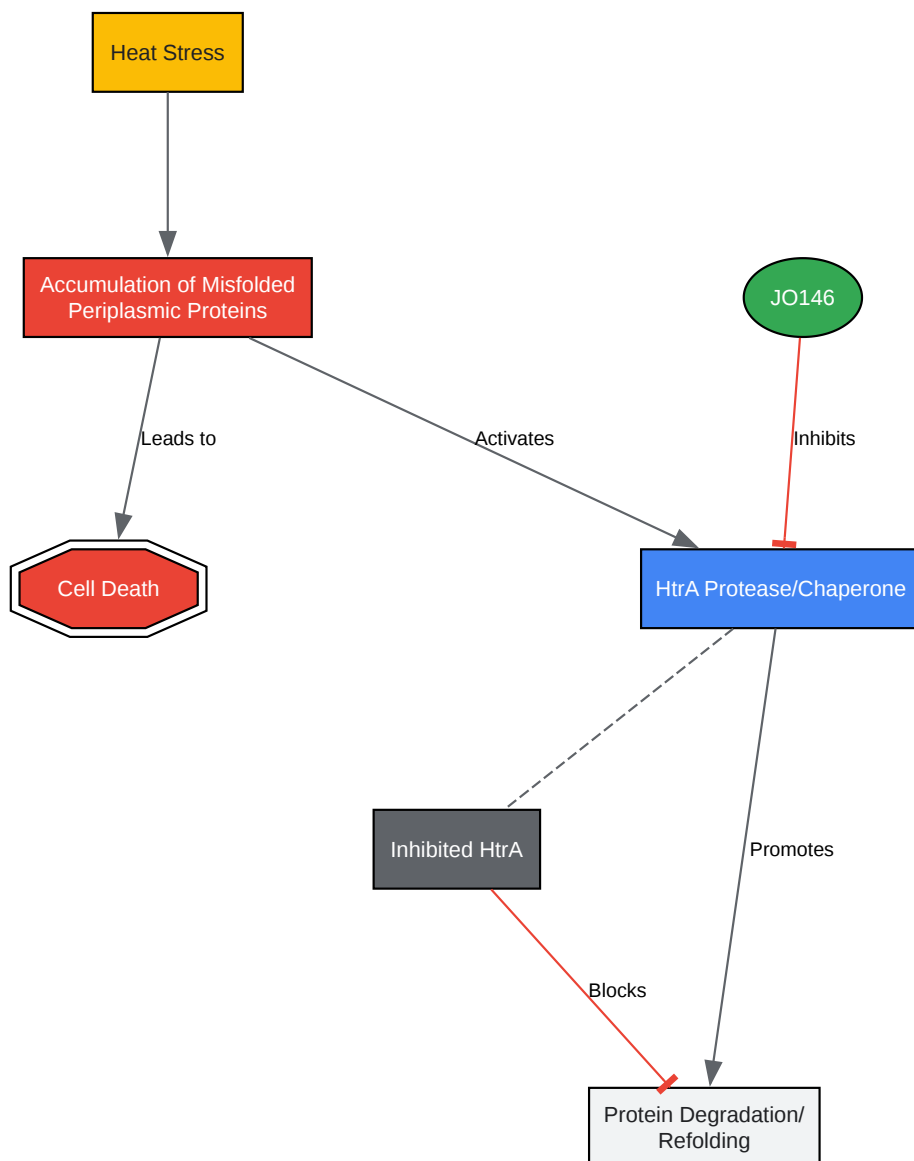 Heat Stress
Accumulation of Misfolded
Periplasmic Proteins
JO146
Leads to
Activates
Inhibits
Cell Death
HtrA Protease/Chaperone
Inhibited HtrA
Promotes
Blocks
Protein Degradation/
Refolding